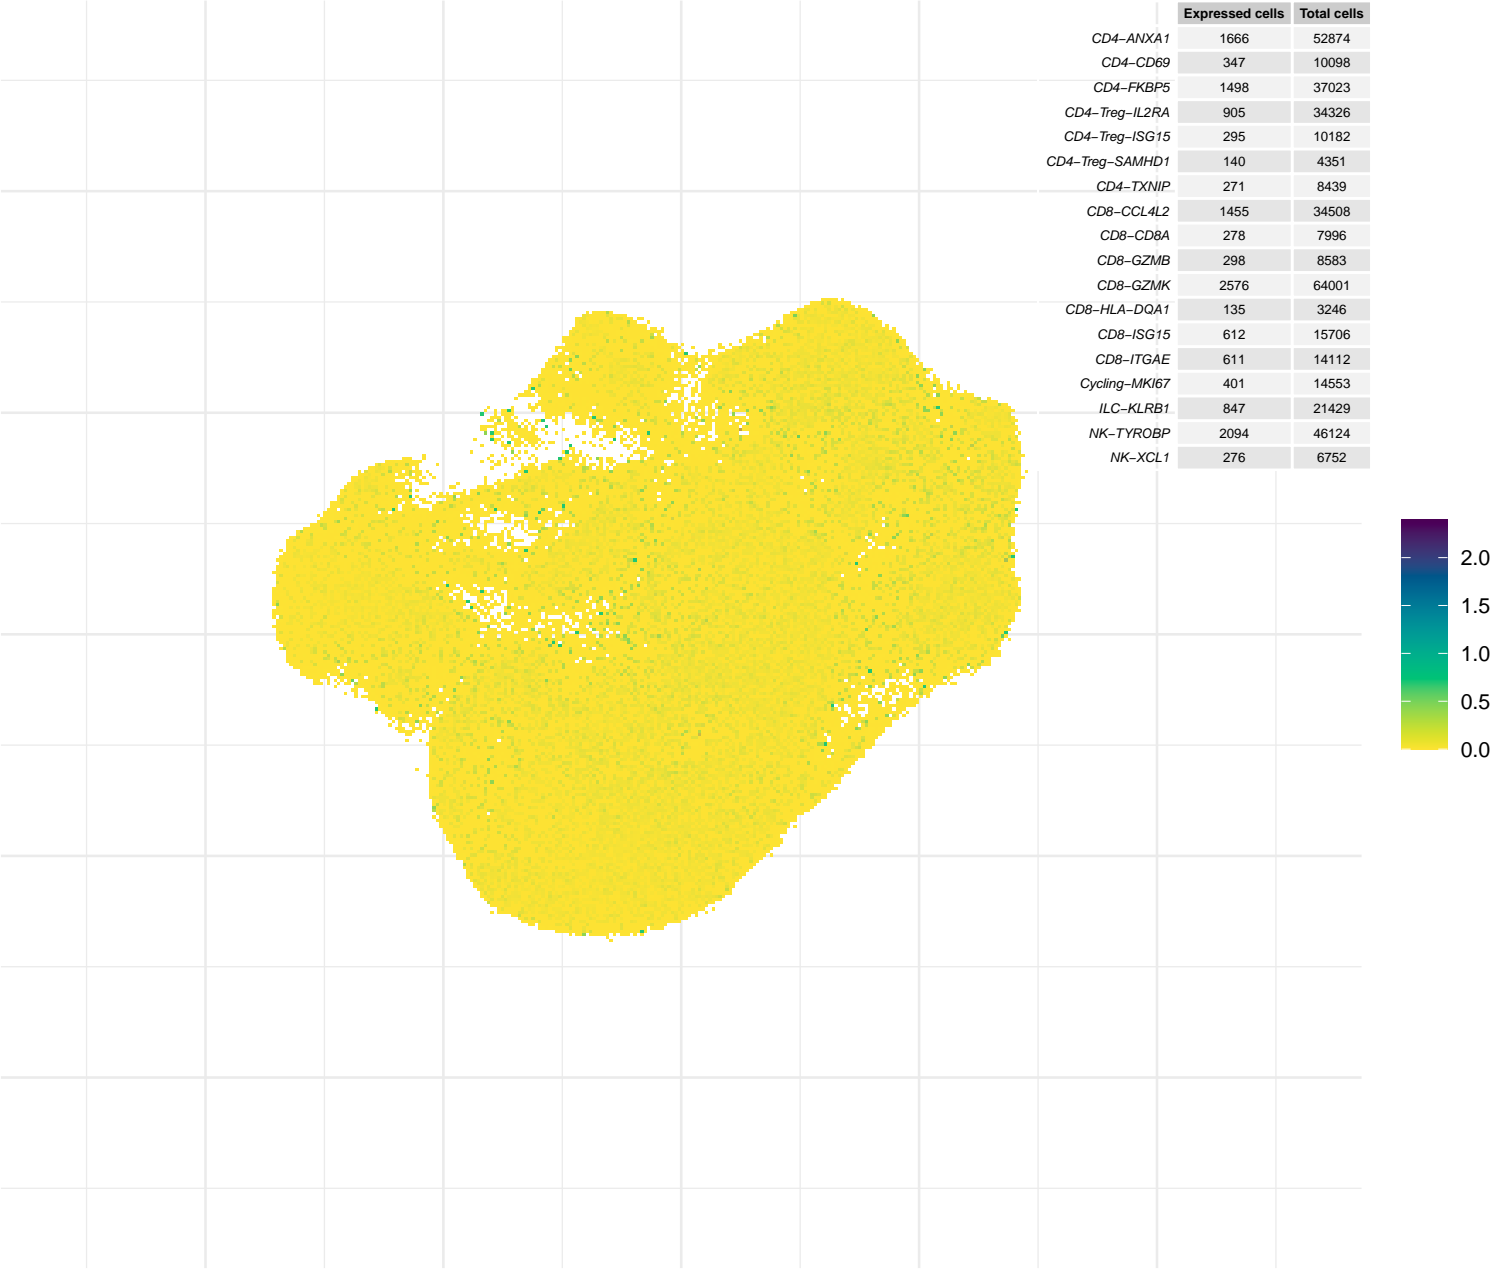 Expressed cells Total cells
CD4−ANXA1 1666 52874
CD4−CD69 347 10098
CD4−FKBP5 1498 37023
CD4−Treg−IL2RA 905 34326
CD4−Treg−ISG15 295 10182
CD4−Treg−SAMHD1 140 4351
CD4−TXNIP 271 8439
CD8−CCL4L2 1455 34508
CD8−CD8A 278 7996
CD8−GZMB 298 8583
CD8−GZMK 2576 64001
CD8−HLA−DQA1 135 3246
CD8−ISG15 612 15706
CD8−ITGAE 611 14112
Cycling−MKI67 401 14553
ILC−KLRB1 847 21429
NK−TYROBP 2094 46124
NK−XCL1 276 6752
2.0
1.5
1.0
0.5
0.0